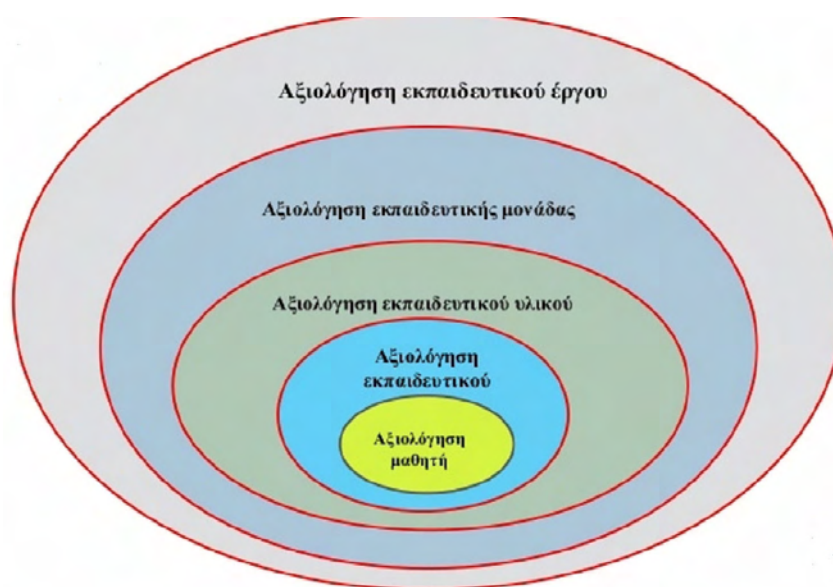 Αξιολόγηση εκπαιδευτικού έργου
Αξιολόγηση εκπαιδευτικής μονάδας
Αξιολόγηση εκπαιδευτικού υλικού
Αξιολόγηση
εκπαιδευτικού
Αξιολόγηση
μαθητή